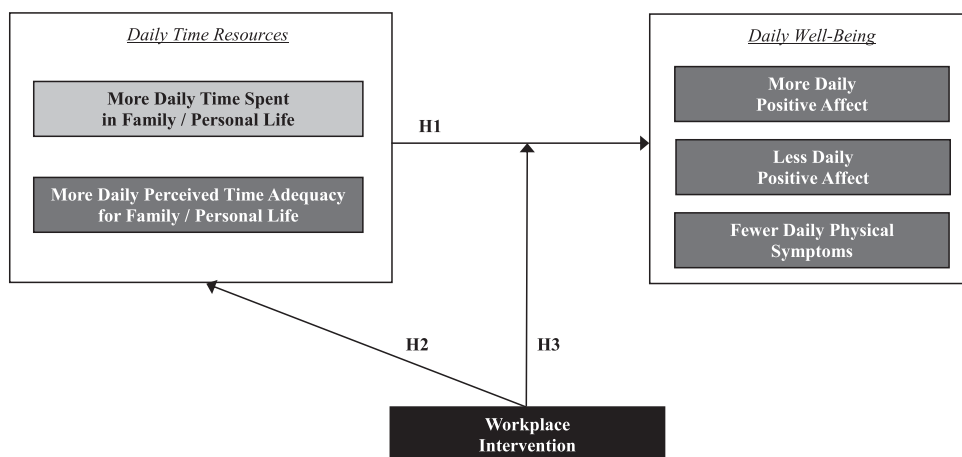 Daily Time Resources
More Daily Time Spent
in Family / Personal Life
More Daily Perceived Time Adequacy
for Family / Personal Life
H1
Daily Well-Being
More Daily
Positive Affect
Less Daily
Positive Affect
Fewer Daily Physical
Symptoms
H2
H3
Workplace
Intervention